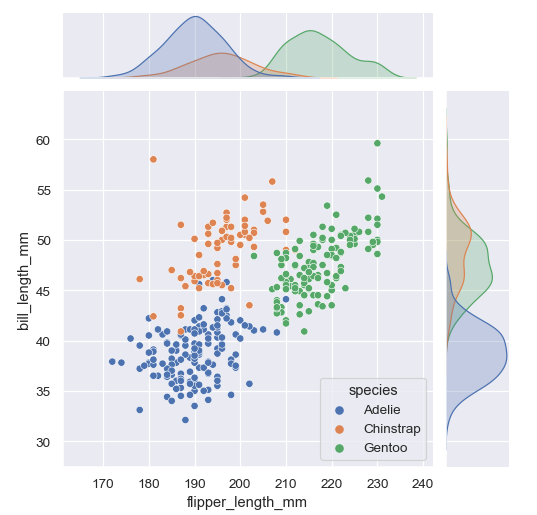 60
55
50
45
40
35
30
bill_length_mm
species
Adelie
Chinstrap
Gentoo
170 180 190 200 210 220 230 240
flipper_length_mm